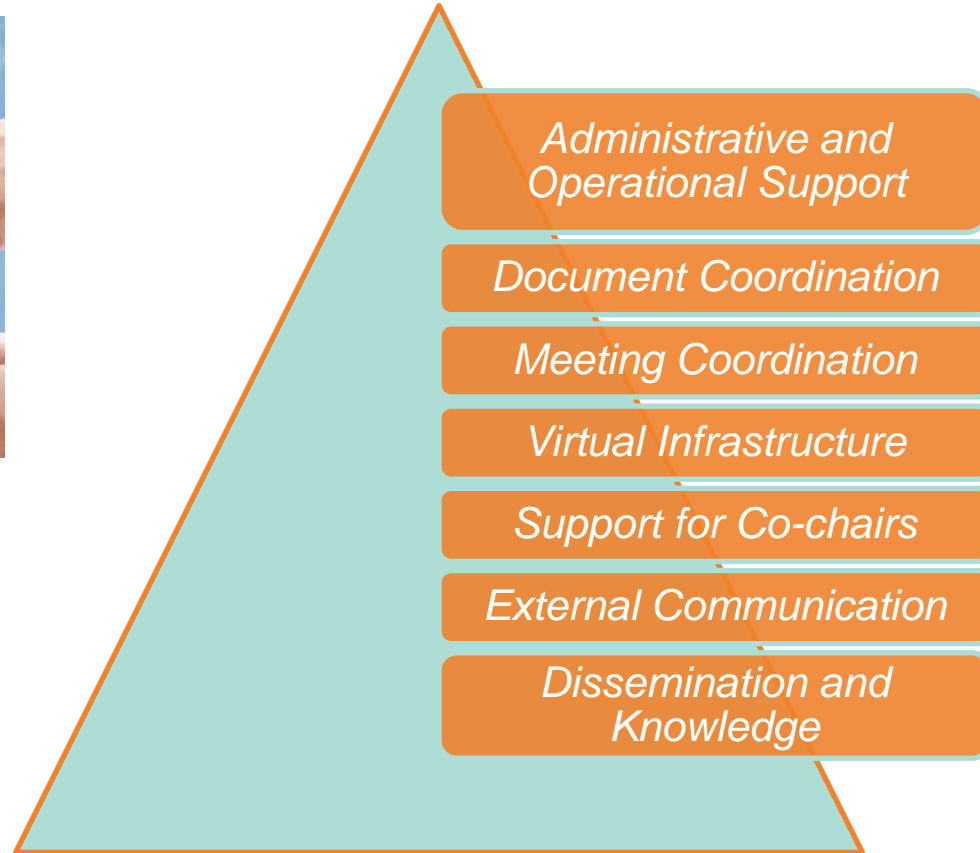 Administrative and
Operational Support
Document Coordination
Meeting Coordination
Virtual Infrastructure
Support for Co-chairs
External Communication
Dissemination and
Knowledge